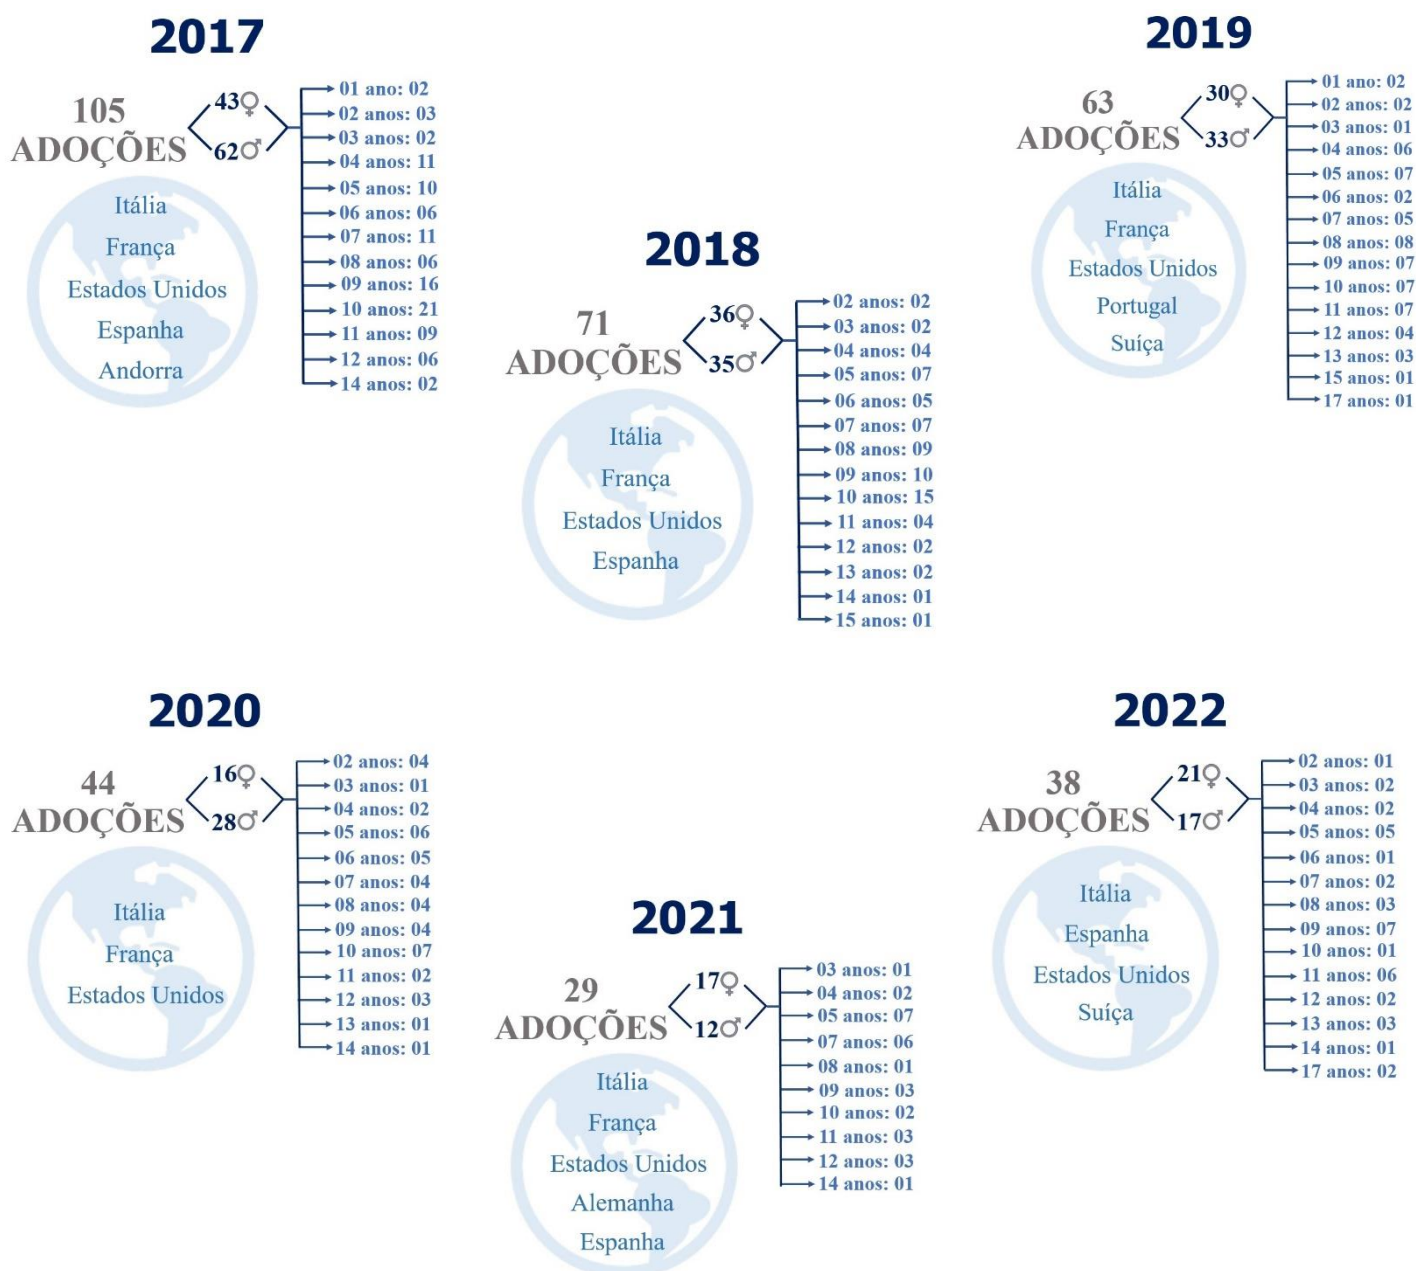 2017
105
ADOÇÕES
43♀
62♂
01 ano: 02
02 anos: 03
03 anos: 02
04 anos: 11
05 anos: 10
06 anos: 06
07 anos: 11
08 anos: 06
09 anos: 16
10 anos: 21
11 anos: 09
12 anos: 06
14 anos: 02
Itália
França
Estados Unidos
Espanha
Andorra
2018
71
ADOÇÕES
36♀
35♂
02 anos: 02
03 anos: 02
04 anos: 04
05 anos: 07
06 anos: 05
07 anos: 07
08 anos: 09
09 anos: 10
10 anos: 15
11 anos: 04
12 anos: 02
13 anos: 02
14 anos: 01
15 anos: 01
Itália
França
Estados Unidos
Espanha
2019
63
ADOÇÕES
30♀
33♂
01 ano: 02
02 anos: 02
03 anos: 01
04 anos: 06
05 anos: 07
06 anos: 02
07 anos: 05
08 anos: 08
09 anos: 07
10 anos: 07
11 anos: 07
12 anos: 04
13 anos: 03
15 anos: 01
17 anos: 01
Itália
França
Estados Unidos
Portugal
Suíça
2020
44
ADOÇÕES
16♀
28♂
02 anos: 04
03 anos: 01
04 anos: 02
05 anos: 06
06 anos: 05
07 anos: 04
08 anos: 04
09 anos: 04
10 anos: 07
11 anos: 02
12 anos: 03
13 anos: 01
14 anos: 01
Itália
França
Estados Unidos
2021
29
ADOÇÕES
17♀
12♂
03 anos: 01
04 anos: 02
05 anos: 07
07 anos: 06
08 anos: 01
09 anos: 03
10 anos: 02
11 anos: 03
12 anos: 03
14 anos: 01
Itália
França
Estados Unidos
Alemanha
Espanha
2022
38
ADOÇÕES
21♀
17♂
02 anos: 01
03 anos: 02
04 anos: 02
05 anos: 05
06 anos: 01
07 anos: 02
08 anos: 03
09 anos: 07
10 anos: 01
11 anos: 06
12 anos: 02
13 anos: 03
14 anos: 01
17 anos: 02
Itália
Espanha
Estados Unidos
Suíça